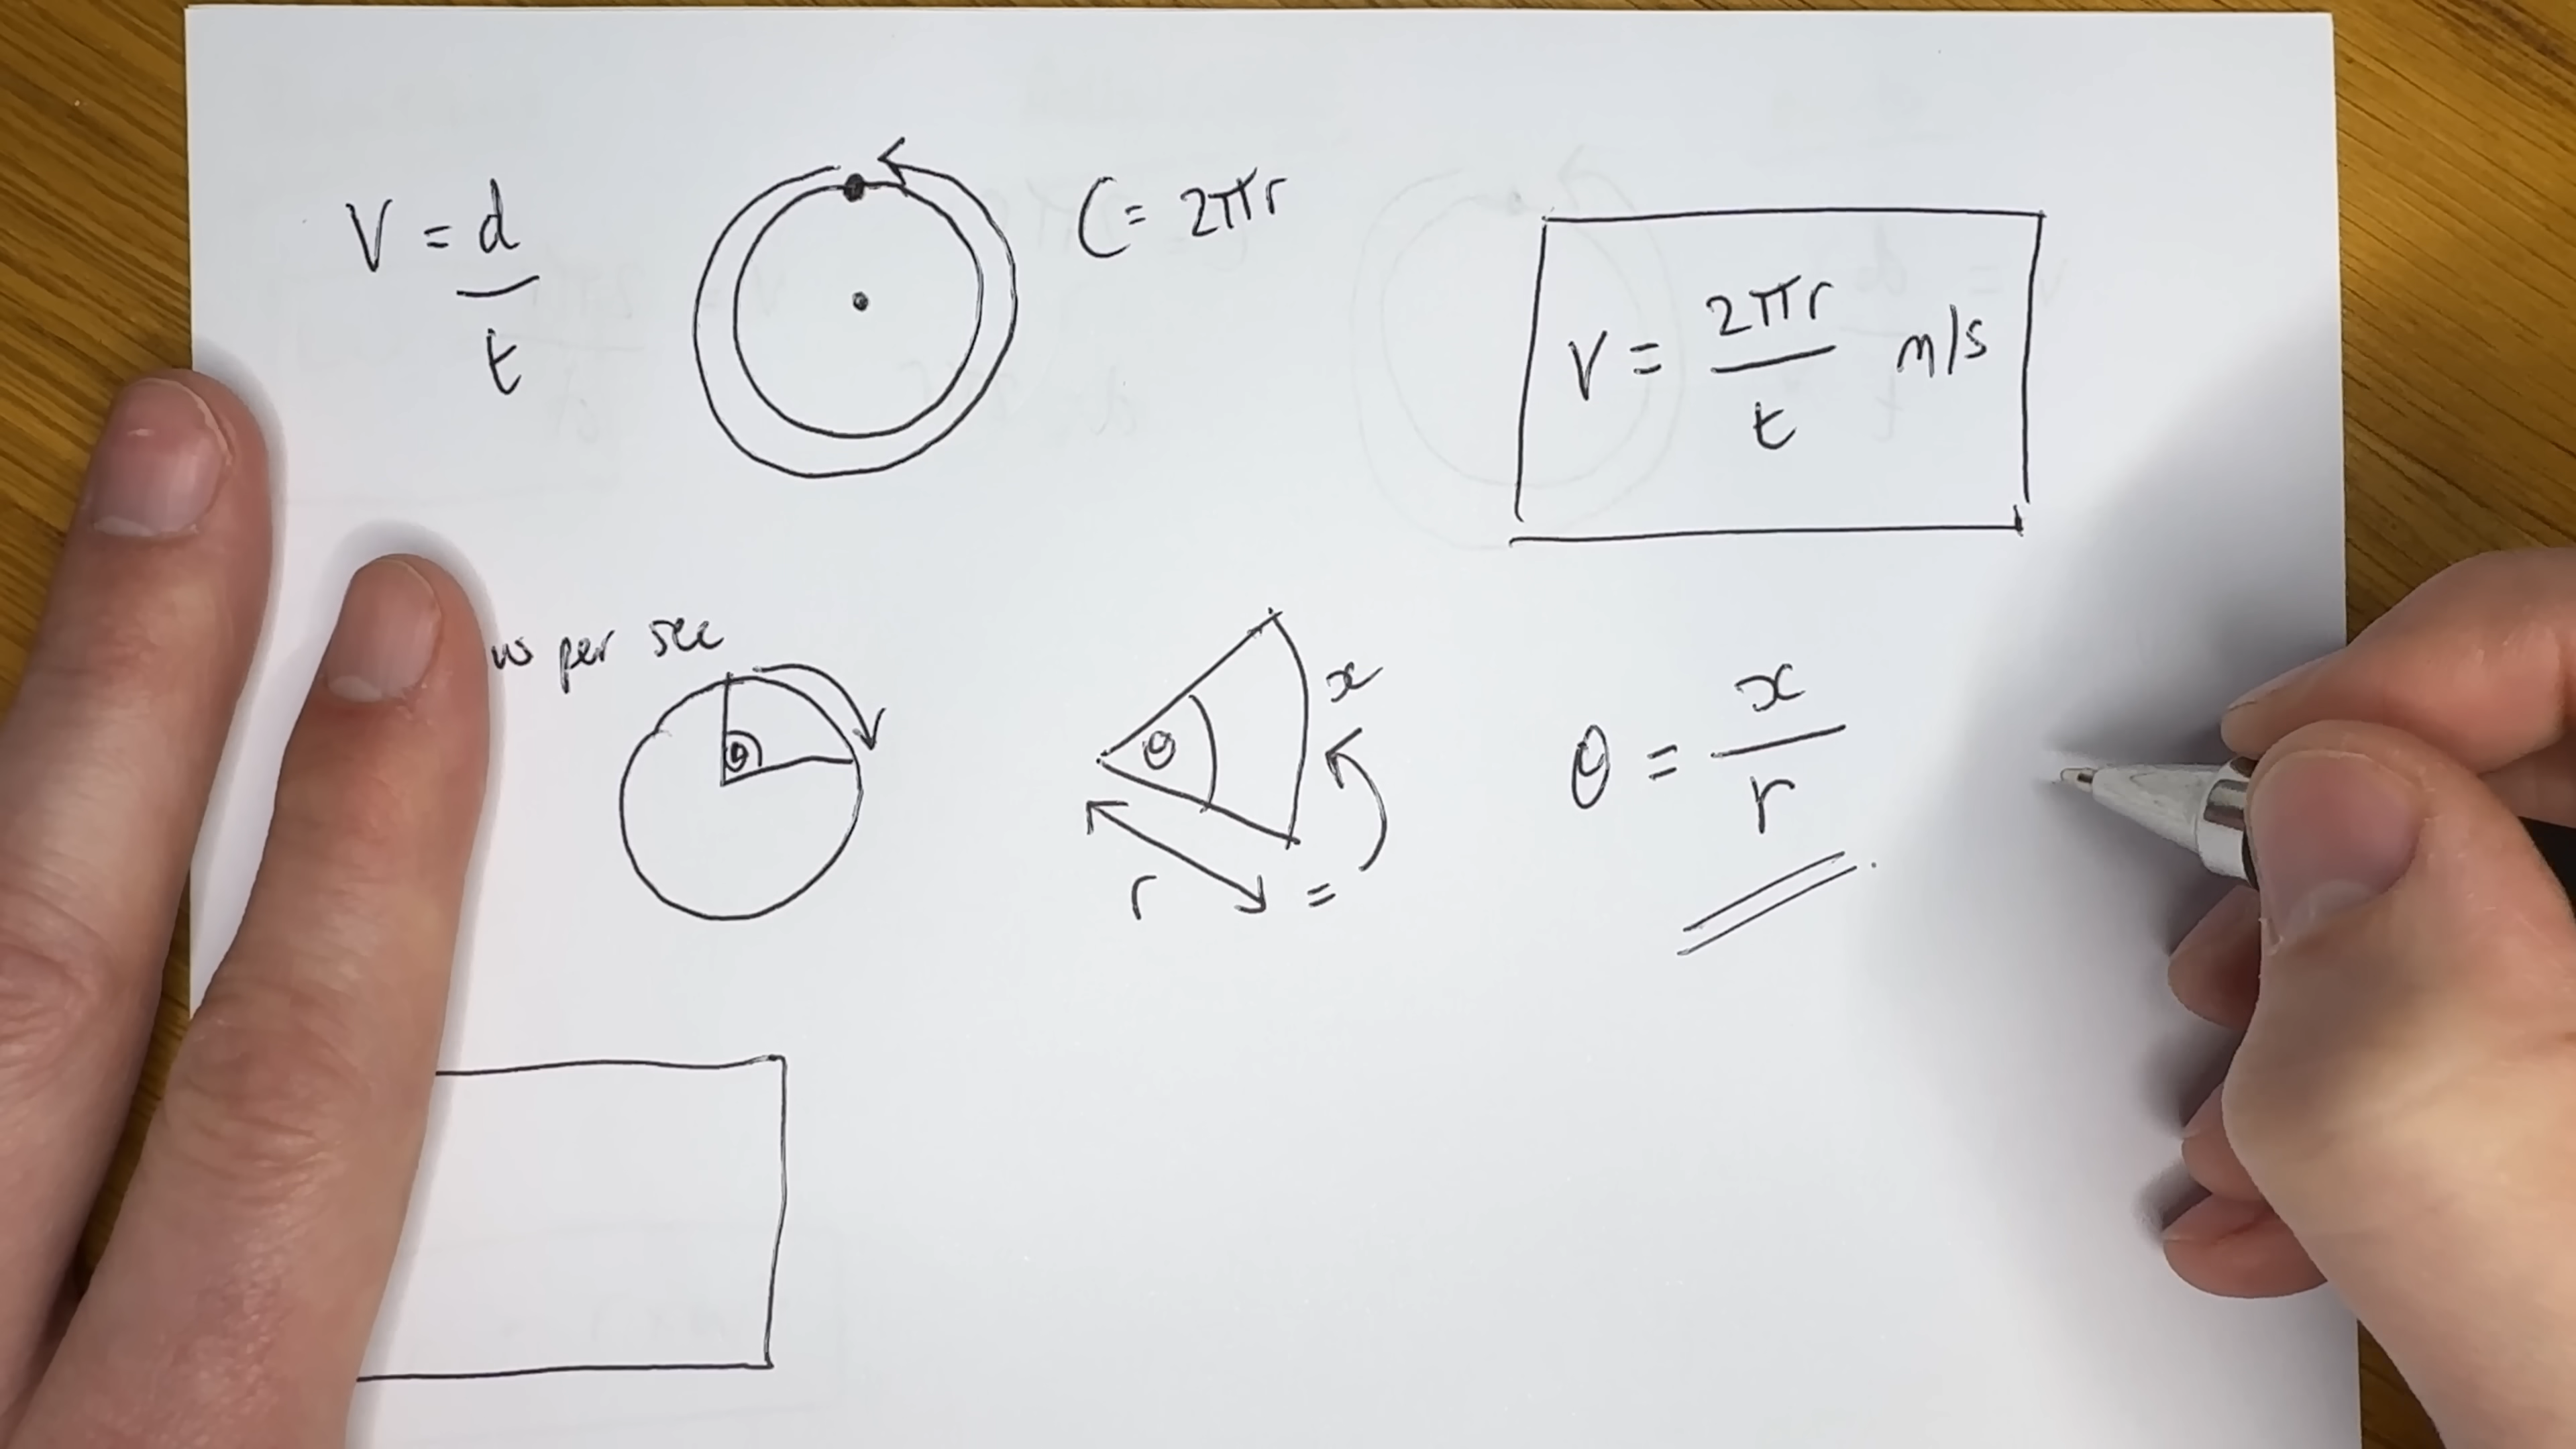 V = d/t
C = 2πr
V = 2πr/t m/s
per sec
θ
θ
x
r
=
θ = x/r